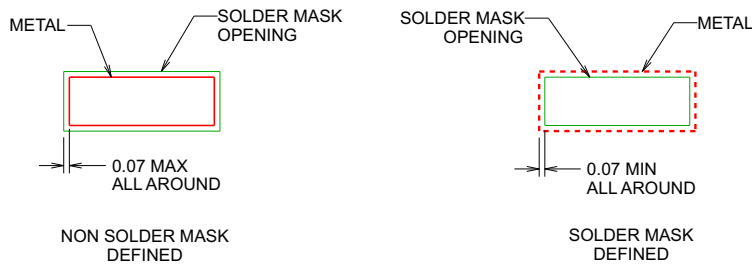 METAL
SOLDER MASK
OPENING
0.07 MAX
ALL AROUND
NON SOLDER MASK
DEFINED
SOLDER MASK
OPENING
METAL
0.07 MIN
ALL AROUND
SOLDER MASK
DEFINED